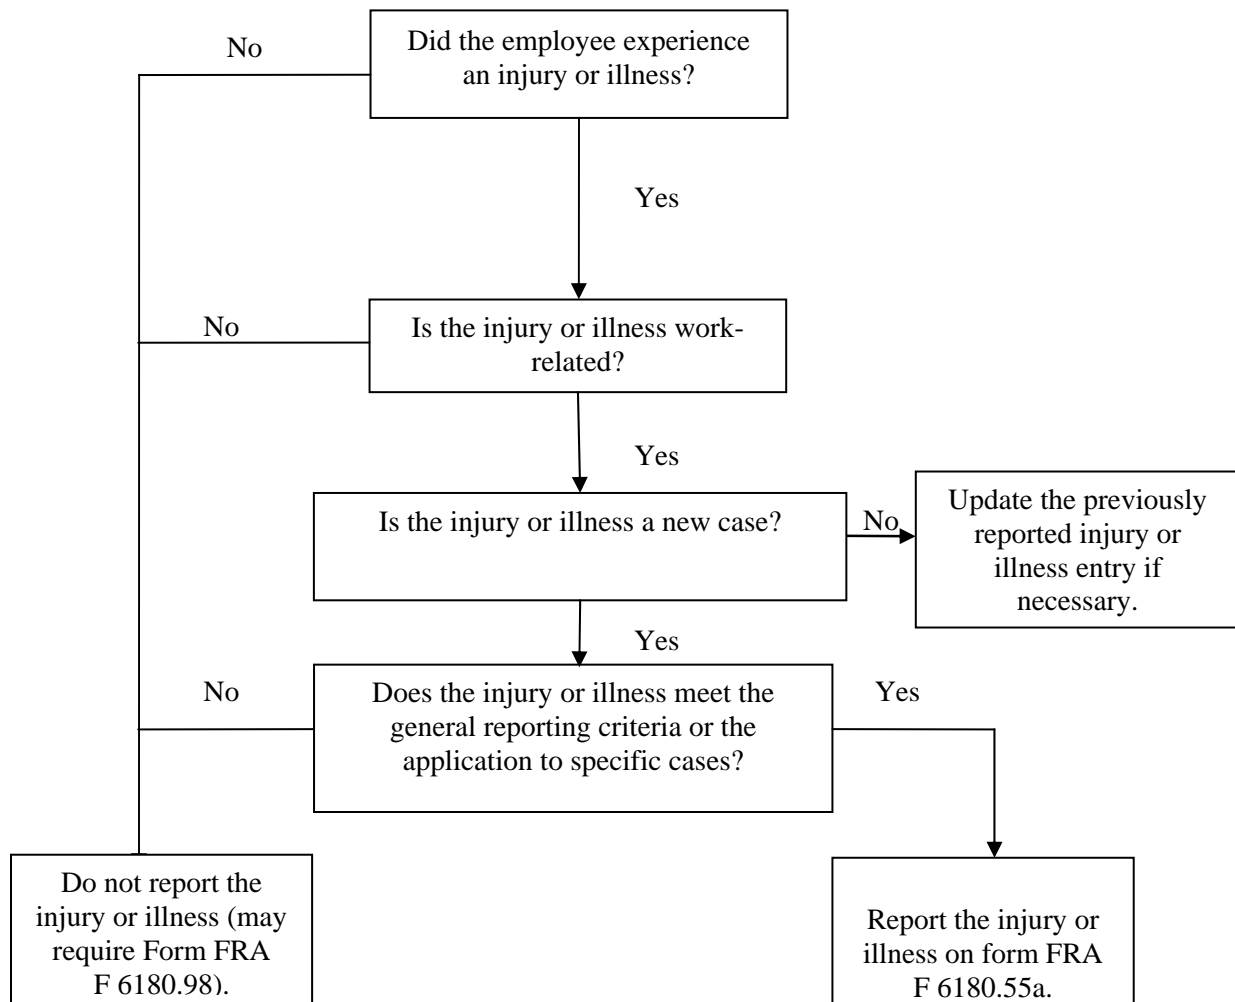 No
Did the employee experience
an injury or illness?
Yes
No
Is the injury or illness work-
related?
Yes
Is the injury or illness a new case?
No
Update the previously
reported injury or
illness entry if
necessary.
Yes
No
Does the injury or illness meet the
general reporting criteria or the
application to specific cases?
Yes
Do not report the
injury or illness (may
require Form FRA
F 6180.98).
Report the injury or
illness on form FRA
F 6180.55a.